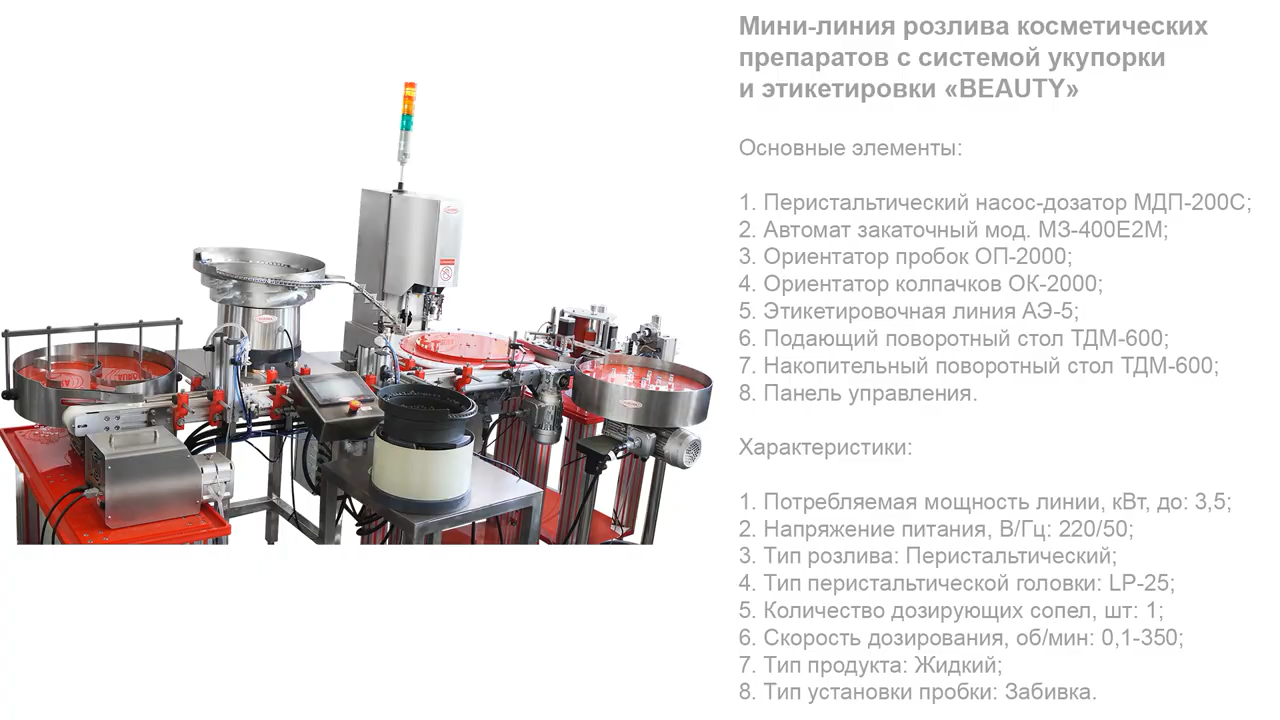 Мини-линия розлива косметических
препаратов с системой укупорки
и этикетировки «BEAUTY»
Основные элементы:
1. Перистальтический насос-дозатор МДП-200С;
2. Автомат закаточный мод. МЗ-400Е2М;
3. Ориентатор пробок ОП-2000;
4. Ориентатор колпачков ОК-2000;
5. Этикетировочная линия АЭ-5;
6. Подающий поворотный стол ТДМ-600;
7. Накопительный поворотный стол ТДМ-600;
8. Панель управления.
Характеристики:
1. Потребляемая мощность линии, кВт, до: 3,5;
2. Напряжение питания, В/Гц: 220/50;
3. Тип розлива: Перистальтический;
4. Тип перистальтической головки: LP-25;
5. Количество дозирующих сопел, шт: 1;
6. Скорость дозирования, об/мин: 0,1-350;
7. Тип продукта: Жидкий;
8. Тип установки пробки: Забивка.